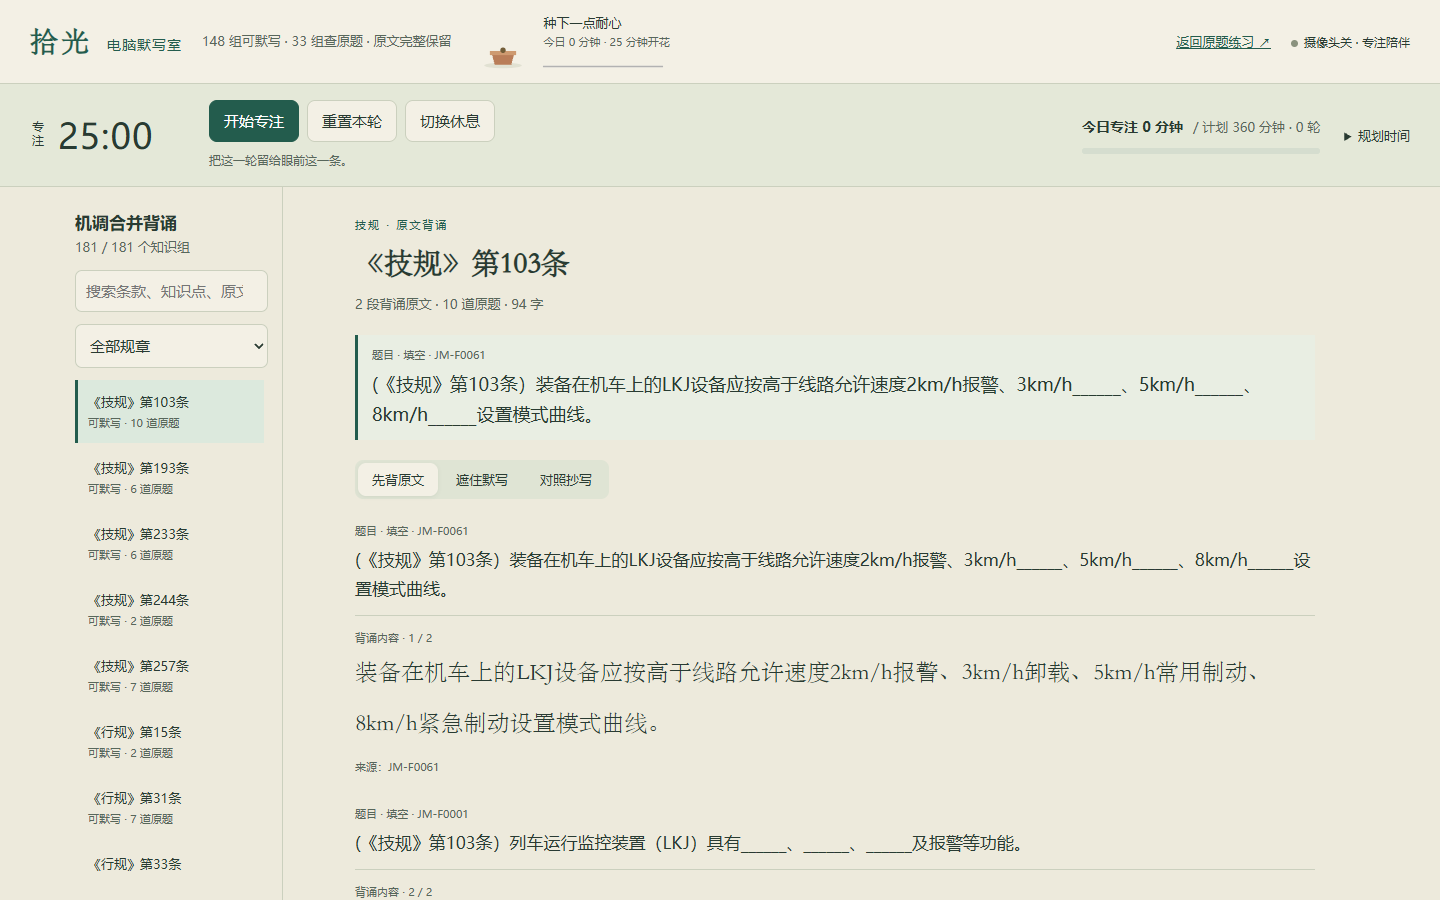 拾光
电脑默写室
148 组可默写 · 33 组查原题 · 原文完整保留
种下一点耐心
今日 0 分钟 · 25 分钟开花
返回原题练习 ↗
摄像头关 · 专注陪伴
专注
25:00
开始专注
重置本轮
切换休息
把这一轮留给眼前这一条。
今日专注 0 分钟 / 计划 360 分钟 · 0 轮
▶ 规划时间
机调合并背诵
181 / 181 个知识组
搜索条款、知识点、原文
全部规章
《技规》第103条
可默写 · 10 道原题
《技规》第193条
可默写 · 6 道原题
《技规》第233条
可默写 · 6 道原题
《技规》第244条
可默写 · 2 道原题
《技规》第257条
可默写 · 7 道原题
《行规》第15条
可默写 · 2 道原题
《行规》第31条
可默写 · 7 道原题
《行规》第33条
技规 · 原文背诵
《技规》第103条
2 段背诵原文 · 10 道原题 · 94 字
题目 · 填空 · JM-F0061
(《技规》第103条）装备在机车上的LKJ设备应按高于线路允许速度2km/h报警、3km/h______、5km/h______、
8km/h______设置模式曲线。
先背原文
遮住默写
对照抄写
题目 · 填空 · JM-F0061
(《技规》第103条）装备在机车上的LKJ设备应按高于线路允许速度2km/h报警、3km/h______、5km/h______、8km/h______设
置模式曲线。
背诵内容 · 1 / 2
装备在机车上的LKJ设备应按高于线路允许速度2km/h报警、3km/h卸载、5km/h常用制动、
8km/h紧急制动设置模式曲线。
来源：JM-F0061
题目 · 填空 · JM-F0001
(《技规》第103条）列车运行监控装置（LKJ）具有______、______、______及报警等功能。
背诵内容 · 2 / 2